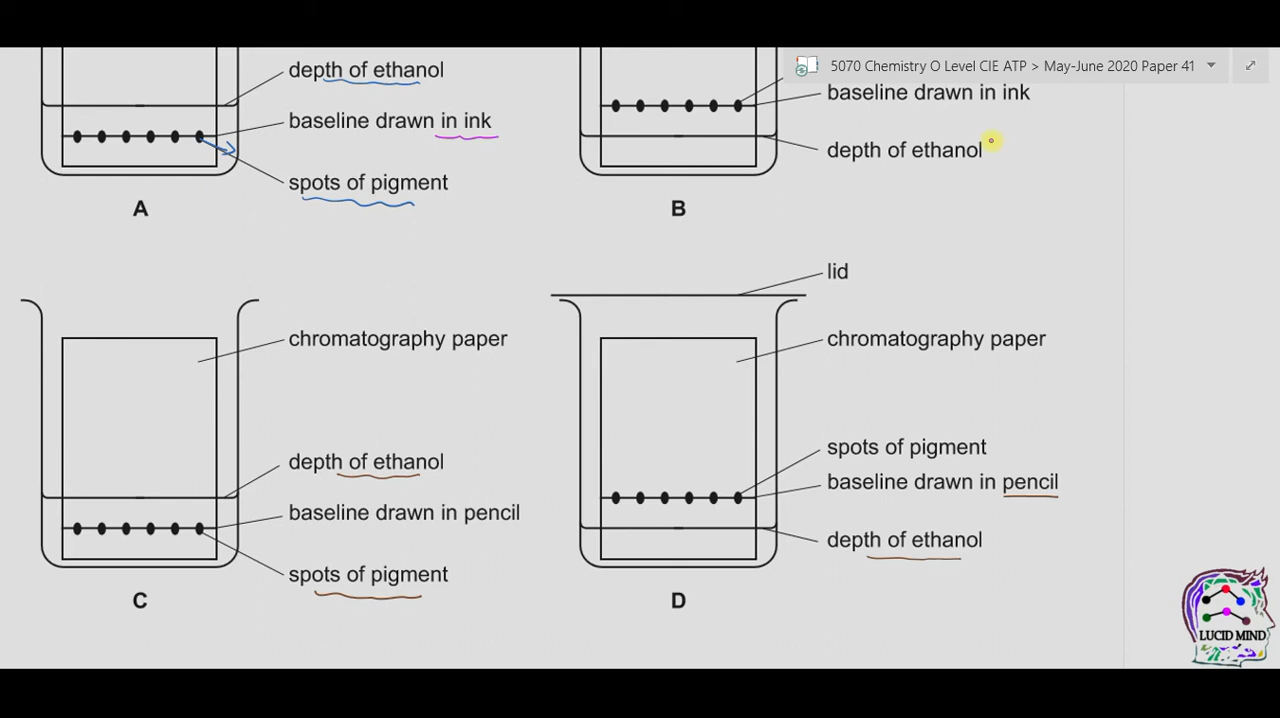 5070 Chemistry O Level CIE ATP > May-June 2020 Paper 41
depth of ethanol
baseline drawn in ink
spots of pigment
A
baseline drawn in ink
depth of ethanol
B
chromatography paper
depth of ethanol
baseline drawn in pencil
spots of pigment
C
lid
chromatography paper
spots of pigment
baseline drawn in pencil
depth of ethanol
D
LUCID MIND